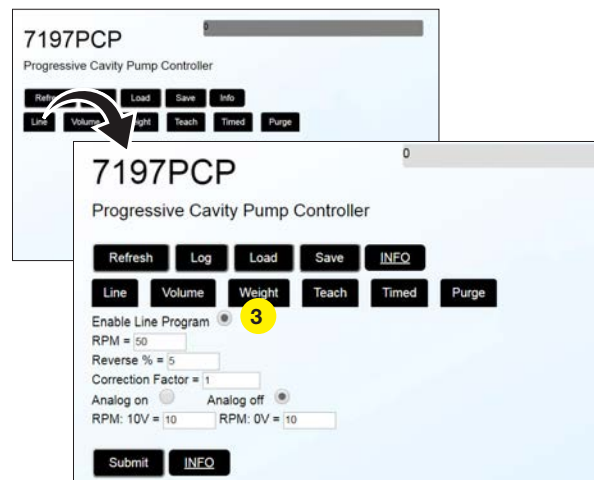 0
7197PCP
Progressive Cavity Pump Controller
Load Save Info
Line Teach Timed Purge
0
7197PCP
Progressive Cavity Pump Controller
Refresh Log Load Save INFO
Line Volume Weight Teach Timed Purge
Enable Line Program 3
RPM = 50
Reverse % = 5
Correction Factor = 1
Analog on Analog off
RPM: 10V = 10 RPM: 0V = 10
Submit INFO